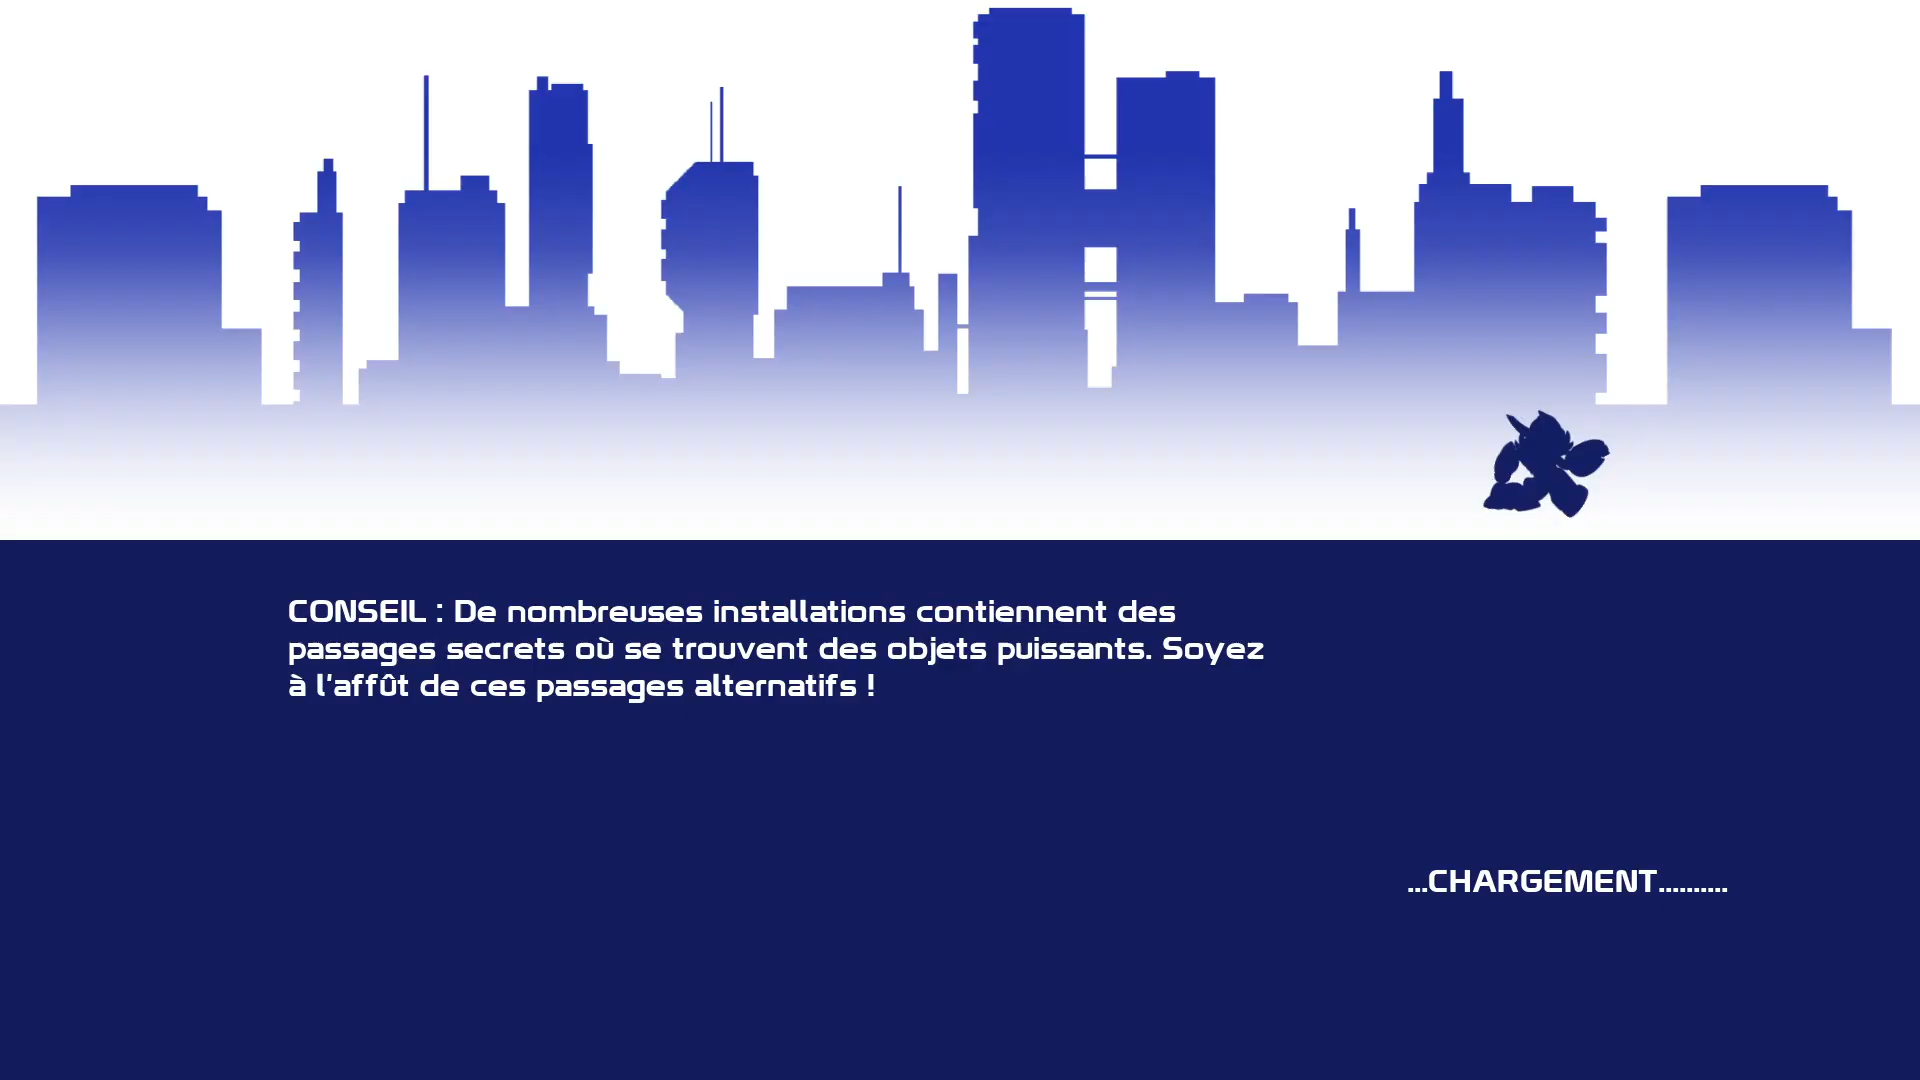 CONSEIL : De nombreuses installations contiennent des
passages secrets où se trouvent des objets puissants. Soyez
à l'affût de ces passages alternatifs !
...CHARGEMENT..........